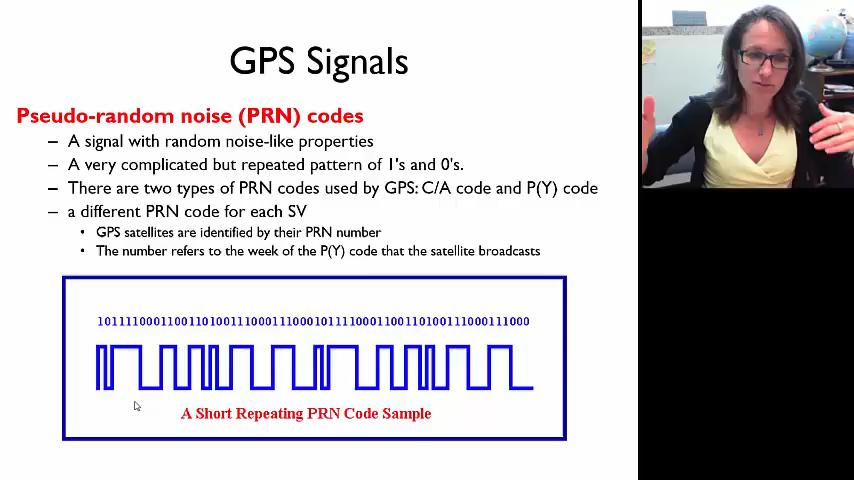 GPS Signals
Pseudo-random noise (PRN) codes
– A signal with random noise-like properties
– A very complicated but repeated pattern of 1's and 0's.
– There are two types of PRN codes used by GPS: C/A code and P(Y) code
– a different PRN code for each SV
• GPS satellites are identified by their PRN number
• The number refers to the week of the P(Y) code that the satellite broadcasts
10111100011001101001110001110001011110001100110100111000111000
A Short Repeating PRN Code Sample